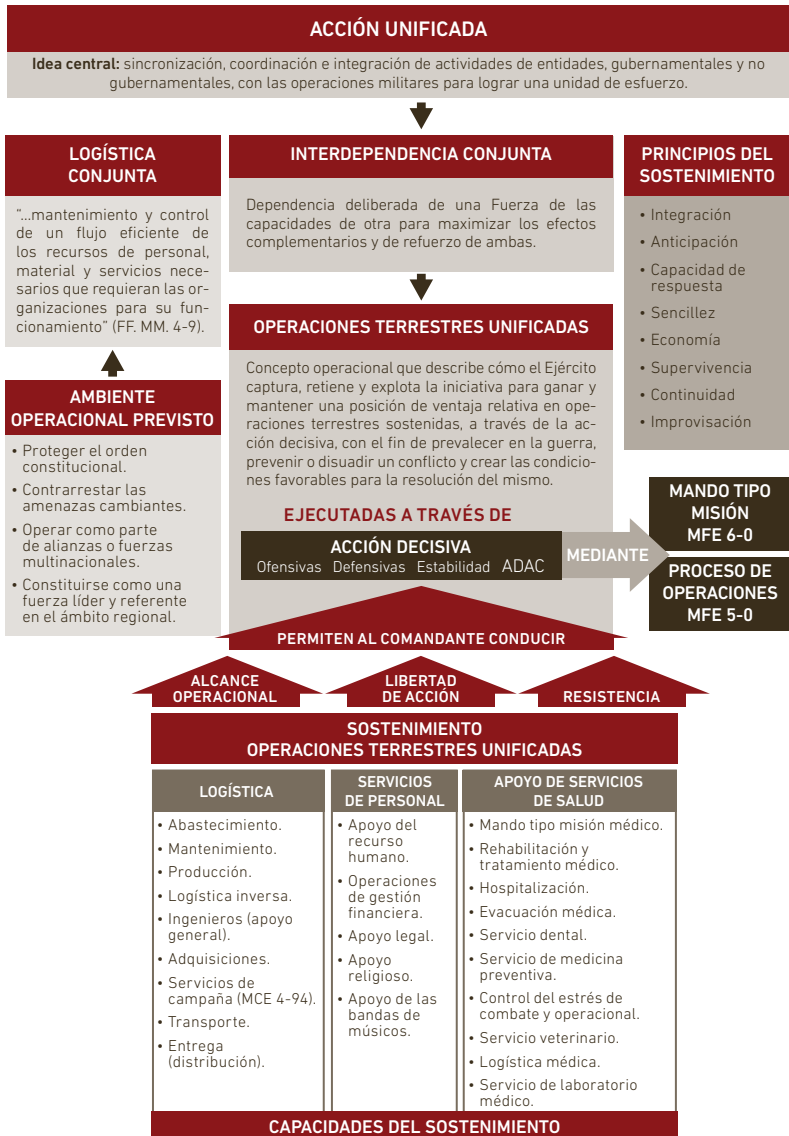 ACCIÓN UNIFICADA
Idea central: sincronización, coordinación e integración de actividades de entidades, gubernamentales y no
gubernamentales, con las operaciones militares para lograr una unidad de esfuerzo.
LOGÍSTICA
CONJUNTA
“...mantenimiento y control
de un flujo eficiente de
los recursos de personal,
material y servicios nece-
sarios que requieran las or-
ganizaciones para su fun-
cionamiento” (FF. MM. 4-9).
AMBIENTE
OPERACIONAL PREVISTO
• Proteger el orden
constitucional.
• Contrarrestar las
amenazas cambiantes.
• Operar como parte
de alianzas o fuerzas
multinacionales.
• Constituirse como una
fuerza líder y referente
en el ámbito regional.
INTERDEPENDENCIA CONJUNTA
Dependencia deliberada de una Fuerza de las
capacidades de otra para maximizar los efectos
complementarios y de refuerzo de ambas.
OPERACIONES TERRESTRES UNIFICADAS
Concepto operacional que describe cómo el Ejército
captura, retiene y explota la iniciativa para ganar y
mantener una posición de ventaja relativa en ope-
raciones terrestres sostenidas, a través de la ac-
ción decisiva, con el fin de prevalecer en la guerra,
prevenir o disuadir un conflicto y crear las condicio-
nes favorables para la resolución del mismo.
EJECUTADAS A TRAVÉS DE
ACCIÓN DECISIVA
Ofensivas Defensivas Estabilidad ADAC
MEDIANTE
PERMITEN AL COMANDANTE CONDUCIR
PRINCIPIOS DEL
SOSTENIMIENTO
• Integración
• Anticipación
• Capacidad de
respuesta
• Sencillez
• Economía
• Supervivencia
• Continuidad
• Improvisación
MANDO TIPO
MISIÓN
MFE 6-0
PROCESO DE
OPERACIONES
MFE 5-0
ALCANCE
OPERACIONAL
LIBERTAD
DE ACCIÓN
RESISTENCIA
SOSTENIMIENTO
OPERACIONES TERRESTRES UNIFICADAS
LOGÍSTICA
• Abastecimiento.
• Mantenimiento.
• Producción.
• Logística inversa.
• Ingenieros (apoyo
general).
• Adquisiciones.
• Servicios de
campaña (MCE 4-94).
• Transporte.
• Entrega
(distribución).
SERVICIOS
DE PERSONAL
• Apoyo del
recurso
humano.
• Operaciones
de gestión
financiera.
• Apoyo legal.
• Apoyo
religioso.
• Apoyo de las
bandas de
músicos.
APOYO DE SERVICIOS
DE SALUD
• Mando tipo misión médico.
• Rehabilitación y
tratamiento médico.
• Hospitalización.
• Evacuación médica.
• Servicio dental.
• Servicio de medicina
preventiva.
• Control del estrés de
combate y operacional.
• Servicio veterinario.
• Logística médica.
• Servicio de laboratorio
médico.
CAPACIDADES DEL SOSTENIMIENTO